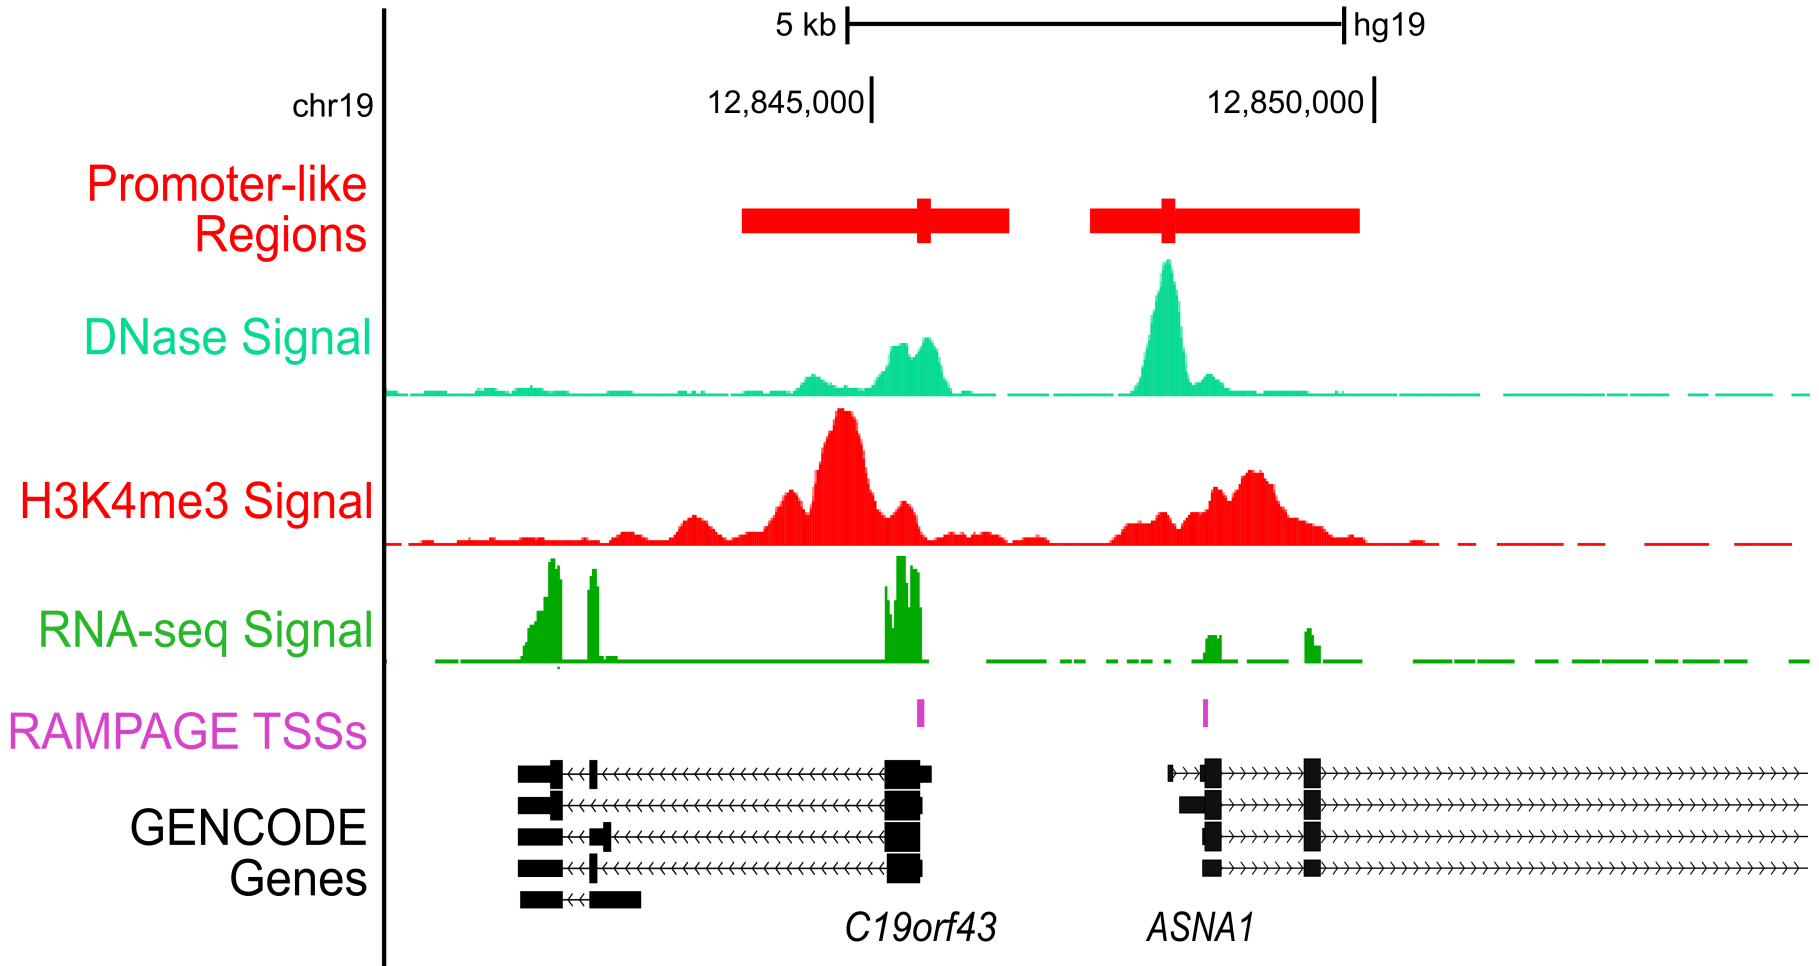 5 kb hg19
chr19 12,845,000 12,850,000
Promoter-like
Regions
DNase Signal
H3K4me3 Signal
RNA-seq Signal
RAMPAGE TSSs
GENCODE
Genes
C19orf43 ASNA1